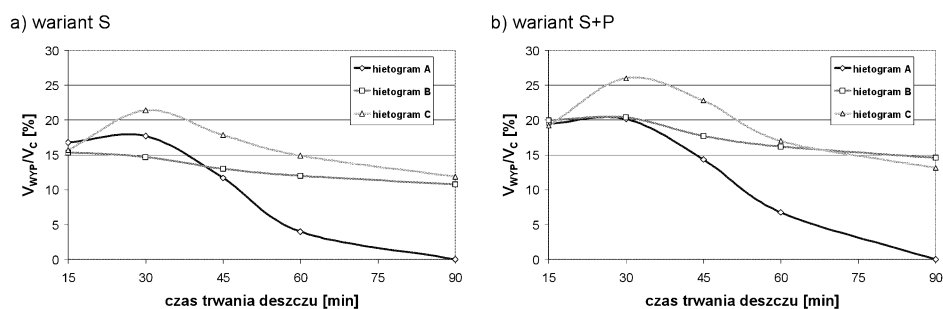 a) wariant S
30
25
20
15
10
5
0
V_WYP/V_C [%]
hietogram A
hietogram B
hietogram C
15 30 45 60 75 90
czas trwania deszczu [min]
b) wariant S+P
30
25
20
15
10
5
0
V_WYP/V_C [%]
hietogram A
hietogram B
hietogram C
15 30 45 60 75 90
czas trwania deszczu [min]